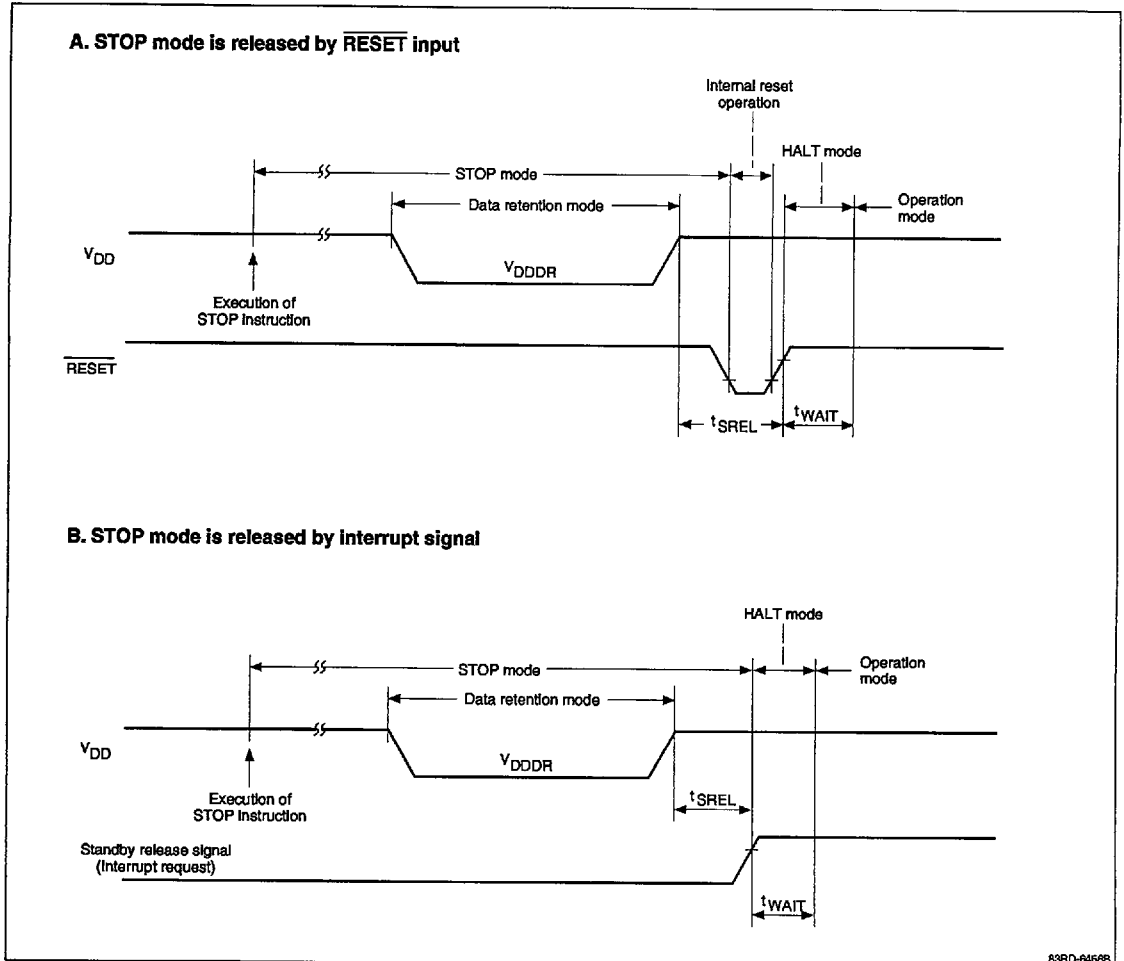 A. STOP mode is released by RESET input
Internal reset
operation
HALT mode
STOP mode
Operation
mode
Data retention mode
VDD
VDDDR
Execution of
STOP Instruction
RESET
tSREL
tWAIT
B. STOP mode is released by interrupt signal
HALT mode
STOP mode
Operation
mode
Data retention mode
VDD
VDDDR
tSREL
Execution of
STOP Instruction
Standby release signal
(Interrupt request)
tWAIT
83RD-6456B